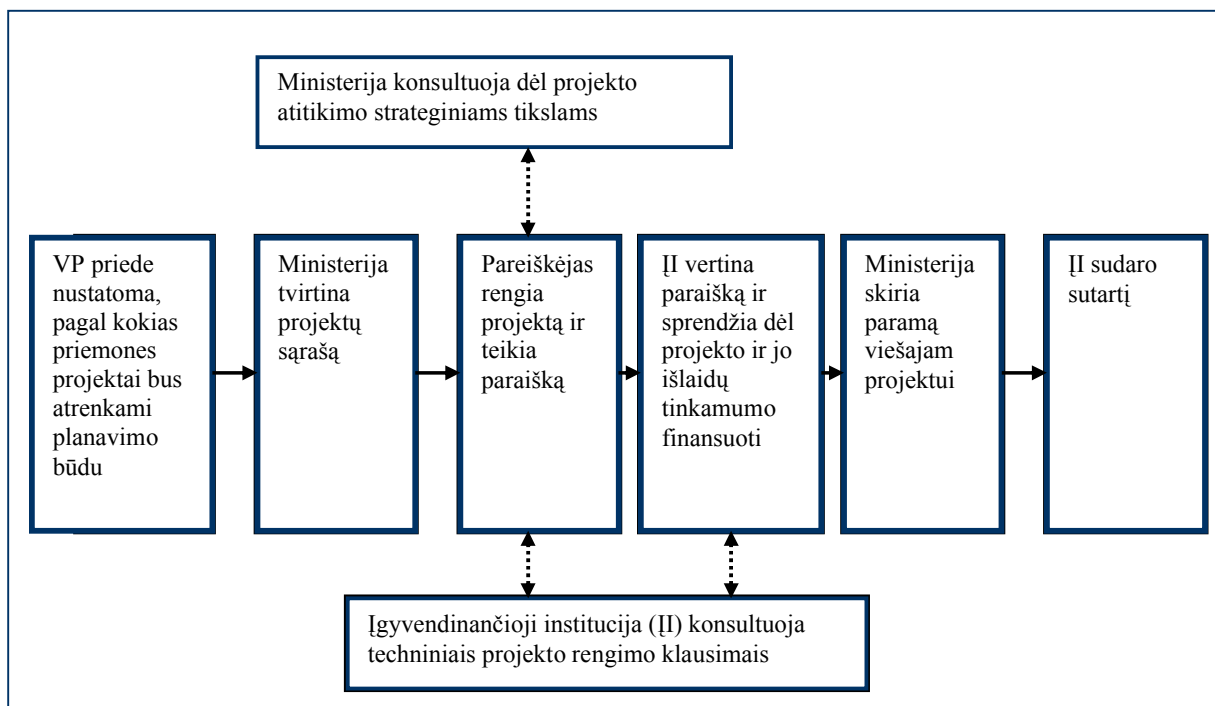 Ministerija konsultuoja dėl projekto
atitikimo strateginiams tikslams
VP priede
nustatoma,
pagal kokias
priemones
projektai bus
atrenkami
planavimo
būdu
Ministerija
tvirtina
projektų
sąrašą
Pareiškėjas
rengia
projektą ir
teikia
paraišką
ĮI vertina
paraišką ir
sprendžia dėl
projekto ir jo
išlaidų
tinkamumo
finansuoti
Ministerija
skiria
paramą
viešajam
projektui
ĮI sudaro
sutartį
Įgyvendinančioji institucija (ĮI) konsultuoja
techniniais projekto rengimo klausimais